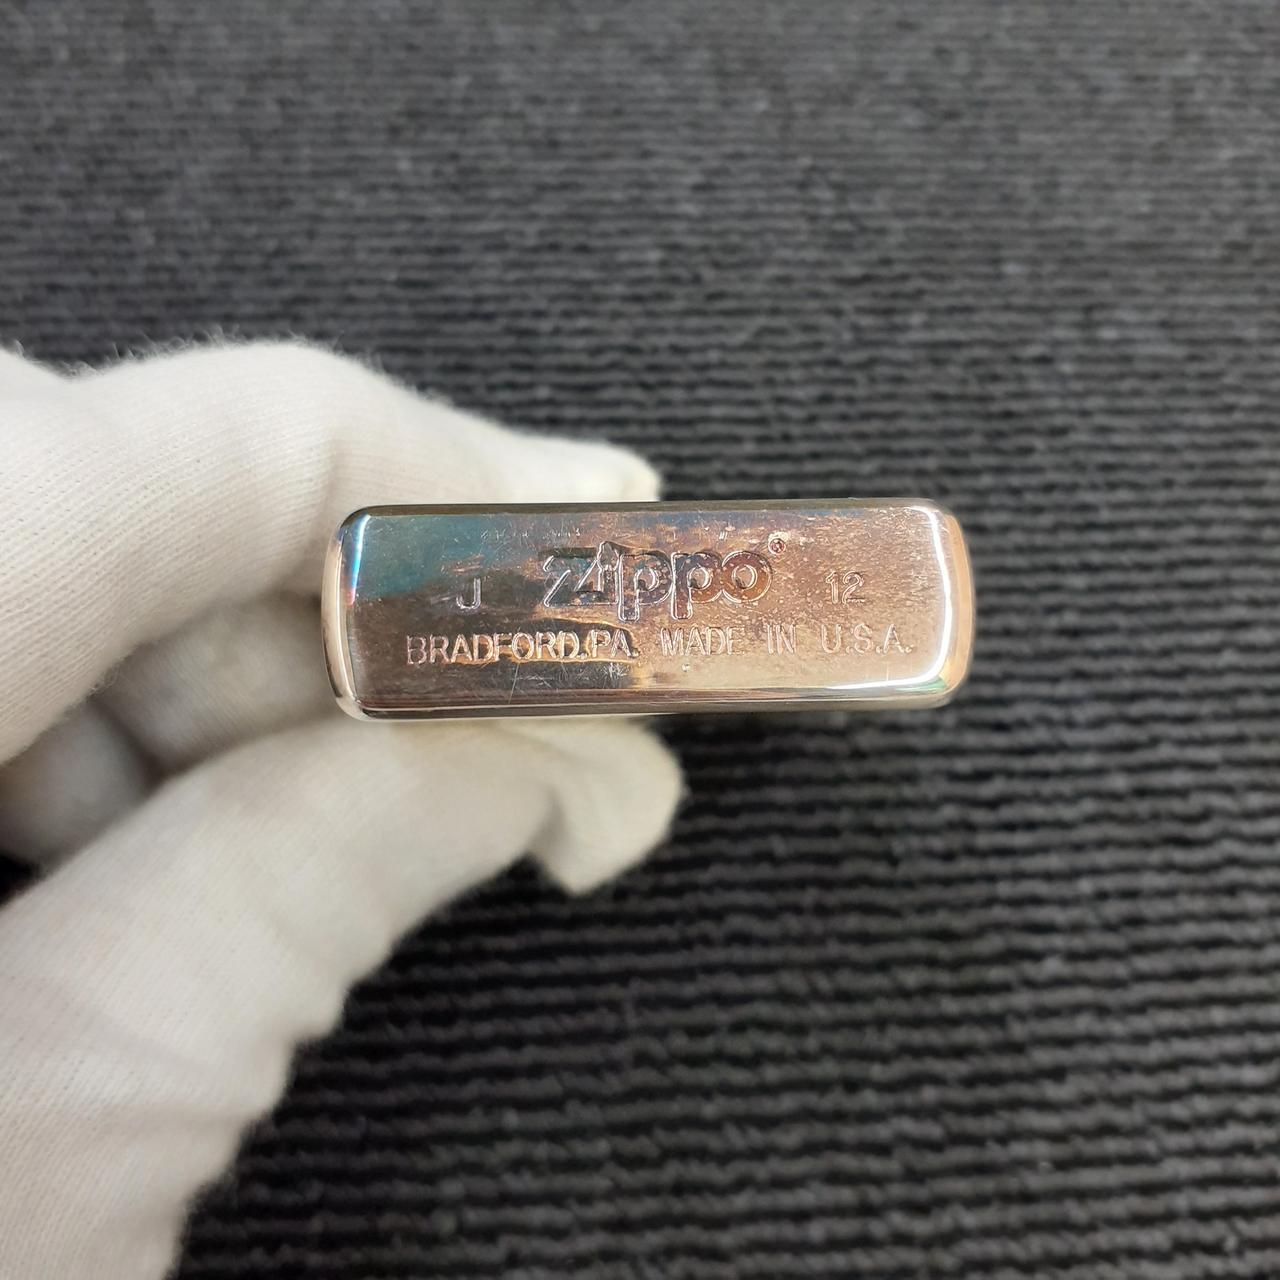 J zippo® 12
BRADFORD,PA. MADE IN U.S.A.